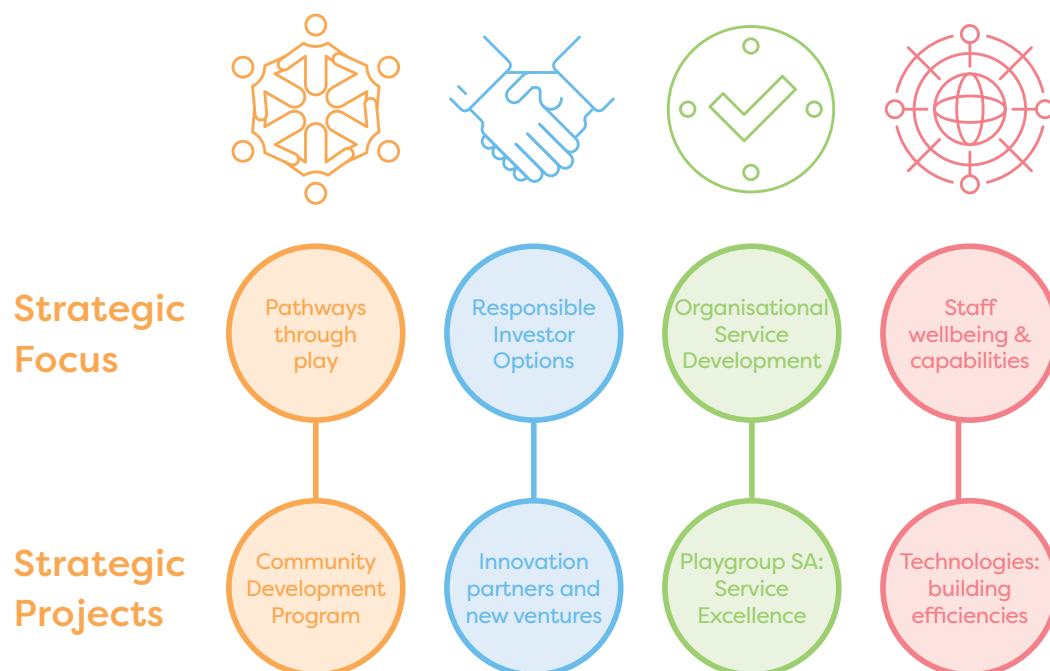 Strategic
Focus
Pathways
through
play
Responsible
Investor
Options
Organisational
Service
Development
Staff
wellbeing &
capabilities
Strategic
Projects
Community
Development
Program
Innovation
partners and
new ventures
Playgroup SA:
Service
Excellence
Technologies:
building
efficiencies